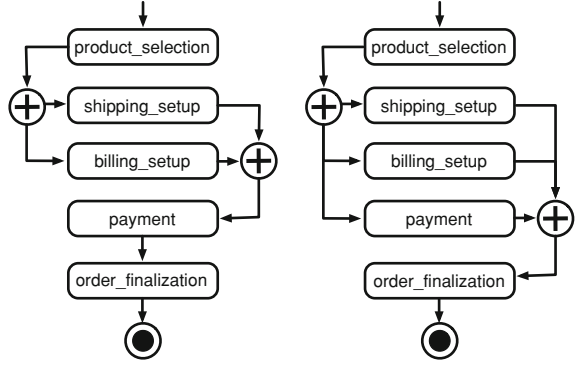 product_selection
shipping_setup
billing_setup
payment
order_finalization
product_selection
shipping_setup
billing_setup
payment
order_finalization